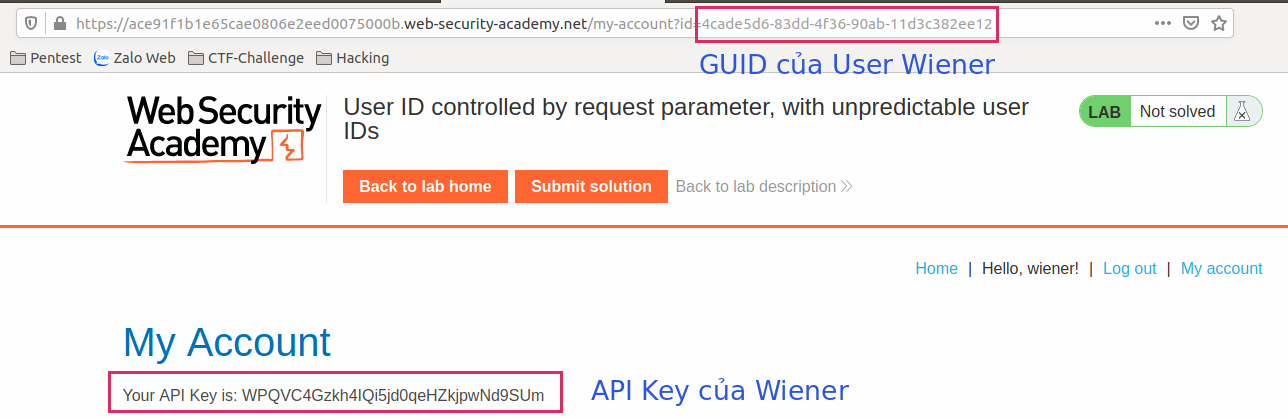 https://ace91f1b1e65cae0806e2eed0075000b.web-security-academy.net/my-account?id=4cade5d6-83dd-4f36-90ab-11d3c382ee12
Pentest Zalo Zalo Web CTF-Challenge Hacking
GUID của User Wiener
Web Security
Academy
User ID controlled by request parameter, with unpredictable user
IDs
LAB Not solved
Back to lab home Submit solution Back to lab description
Home | Hello, wiener! | Log out | My account
My Account
Your API Key is: WPQVC4Gzkh4IQi5jd0qeHZkjpwNd9SUm
API Key của Wiener